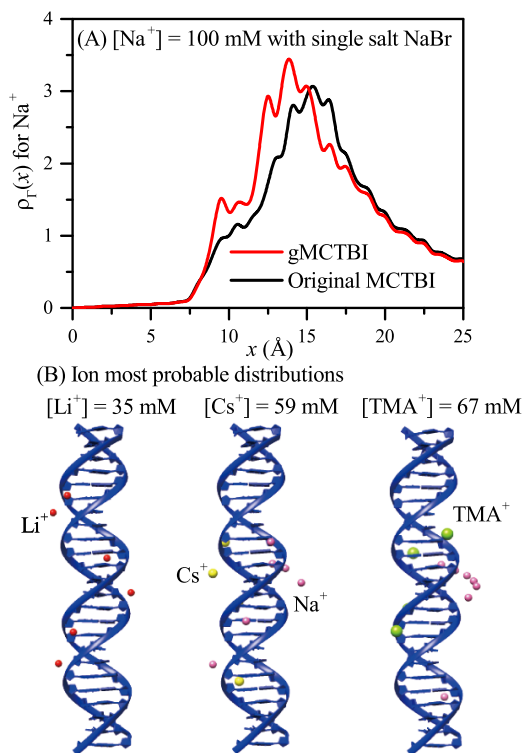 (A) [Na⁺] = 100 mM with single salt NaBr
ρΓ(x) for Na⁺
4
3
2
1
0
gMCTBI
Original MCTBI
0 5 10 15 20 25
x (Å)
(B) Ion most probable distributions
[Li⁺] = 35 mM [Cs⁺] = 59 mM [TMA⁺] = 67 mM
Li⁺
Cs⁺
Na⁺
TMA⁺